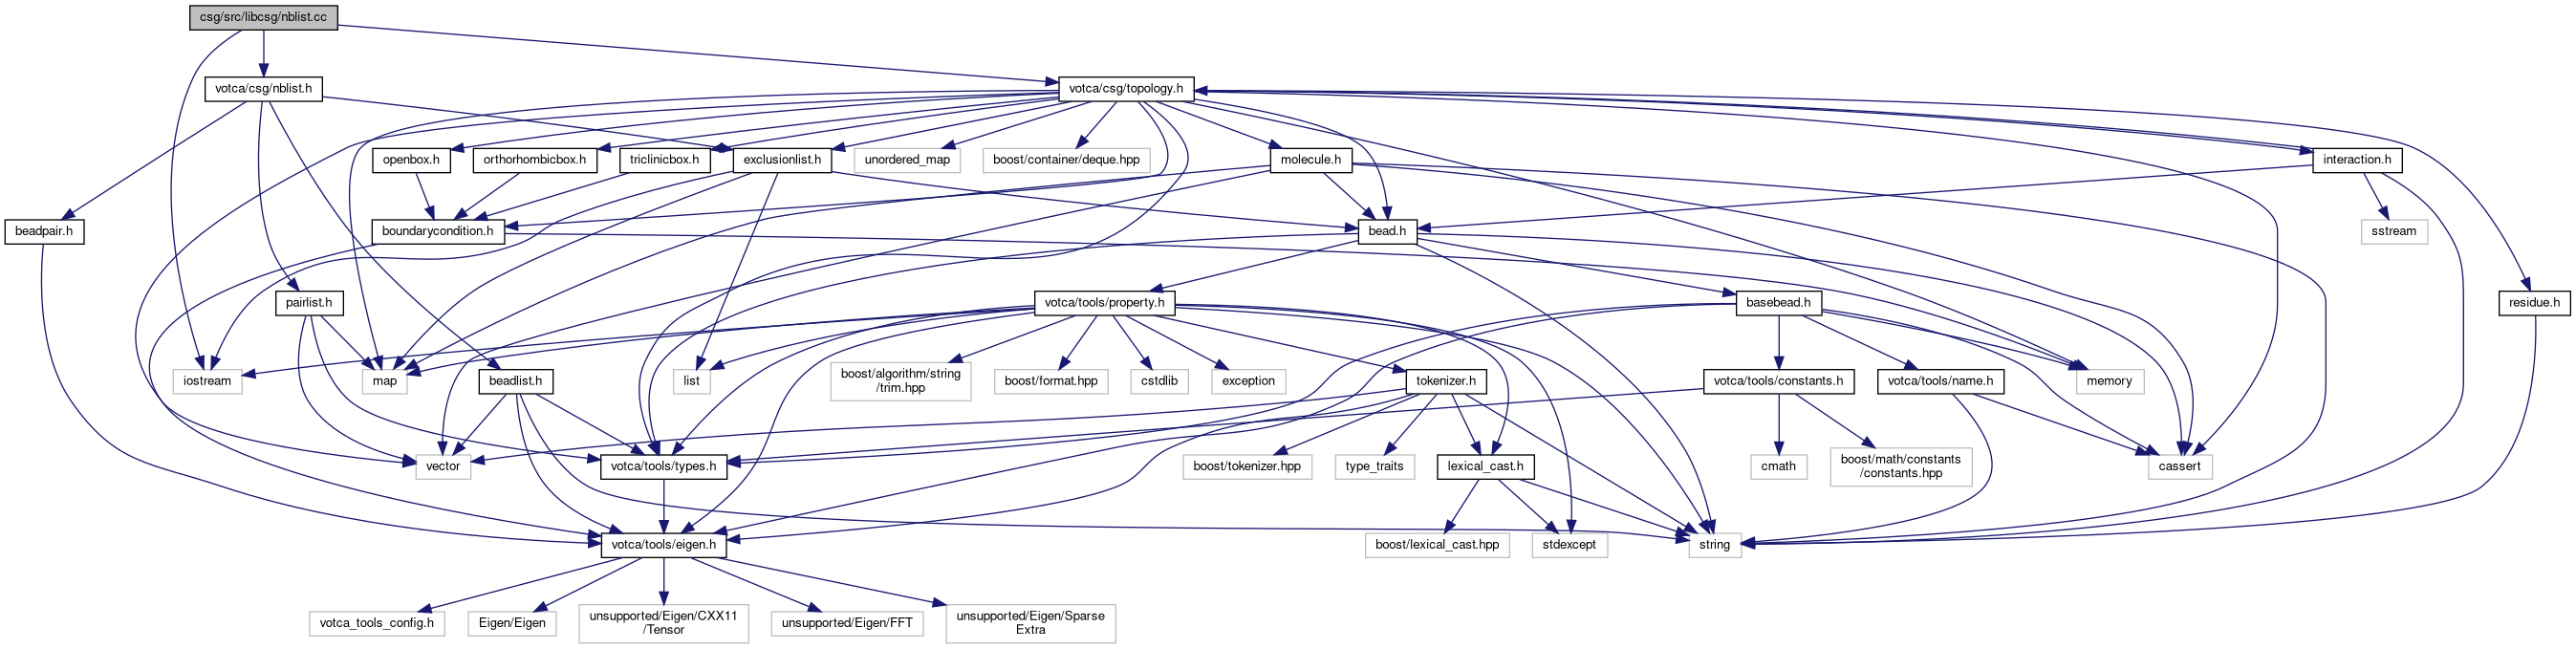 csg/src/libcsg/nblist.cc
votca/csg/nblist.h
votca/csg/topology.h
openbox.h
orthorhombicbox.h
triclinicbox.h
exclusionlist.h
unordered_map
boost/container/deque.hpp
molecule.h
interaction.h
beadpair.h
boundarycondition.h
bead.h
sstream
pairlist.h
votca/tools/property.h
basebead.h
residue.h
iostream
map
beadlist.h
list
boost/algorithm/string
/trim.hpp
boost/format.hpp
cstdlib
exception
tokenizer.h
votca/tools/constants.h
votca/tools/name.h
memory
vector
votca/tools/types.h
boost/tokenizer.hpp
type_traits
lexical_cast.h
cmath
boost/math/constants
/constants.hpp
cassert
votca/tools/eigen.h
boost/lexical_cast.hpp
stdexcept
string
votca_tools_config.h
Eigen/Eigen
unsupported/Eigen/CXX11
/Tensor
unsupported/Eigen/FFT
unsupported/Eigen/Sparse
Extra